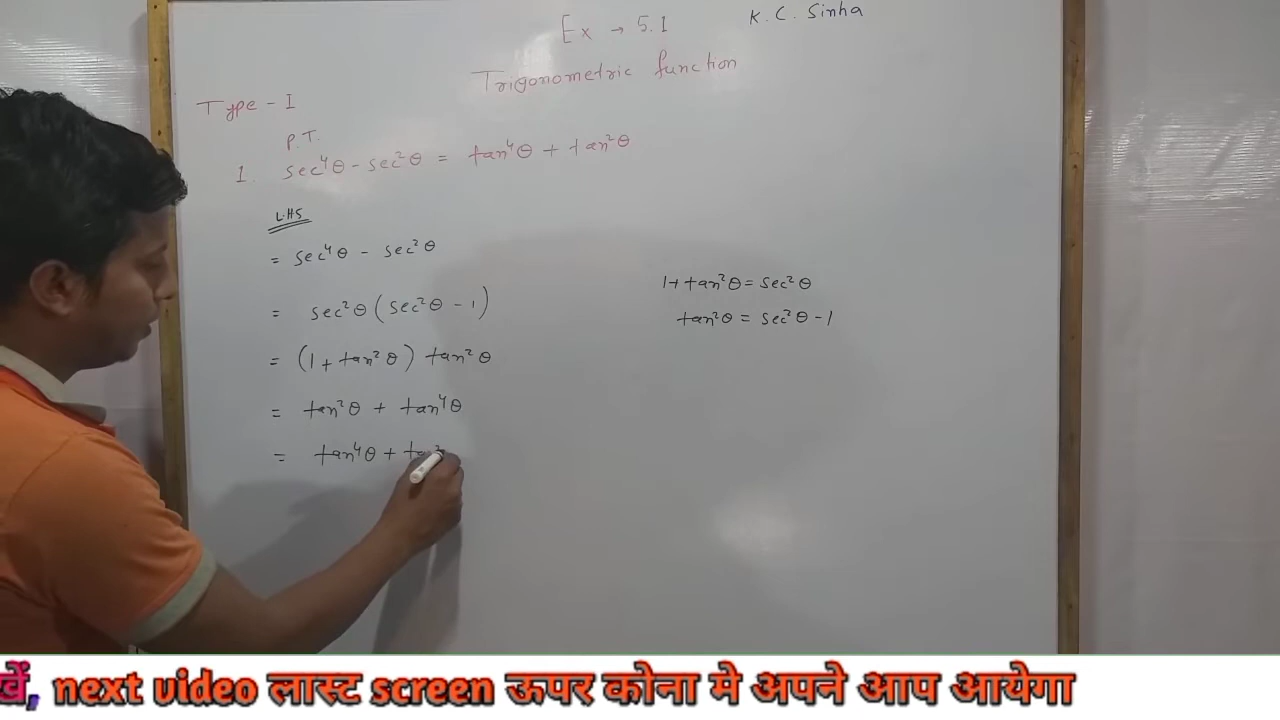 Ex → 5.1
K. C. Sinha
Trigonometric function
Type - I
P.T.
1. sec⁴θ - sec²θ = tan⁴θ + tan²θ
L.H.S
= sec⁴θ - sec²θ
= sec²θ (sec²θ - 1)
= (1 + tan²θ) tan²θ
= tan²θ + tan⁴θ
= tan⁴θ +
1 + tan²θ = sec²θ
tan²θ = sec²θ - 1
next video लास्ट screen ऊपर कोना मे अपने आप आयेगा